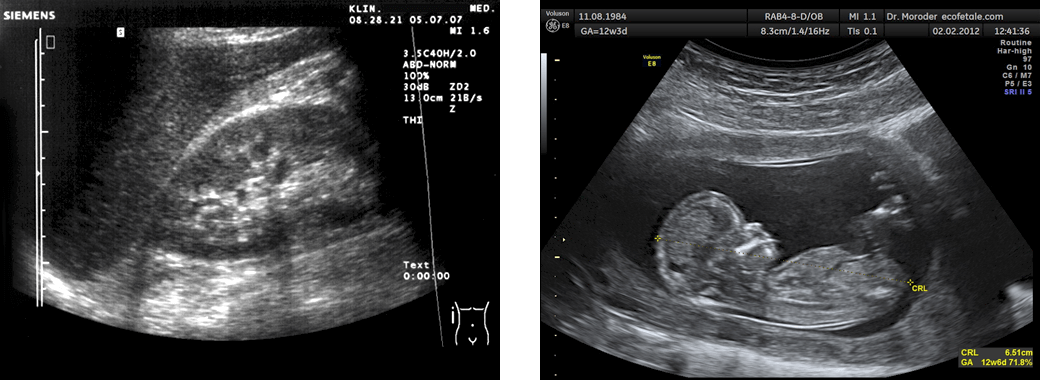 SIEMENS
S
KLIN. MED.
08.28.21 05.07.07
MI 1.6
3.5C40H/2.0
ABD-NORM
100%
30dB ZD2
13.0cm 21B/s
Z
THI
Text
0:00:00
Voluson
GE E8
11.08.1984 RAB4-8-D/OB MI 1.1 Dr. Moroder ecofetale.com
GA=12w3d 8.3cm/1.4/16Hz TIs 0.1 02.02.2012 12:41:36
Voluson
E8
Routine
Har-high
97
Gn 10
C6 / M7
P5 / E3
SRI II 5
CRL
CRL 6.51cm
GA 12w6d 71.8%